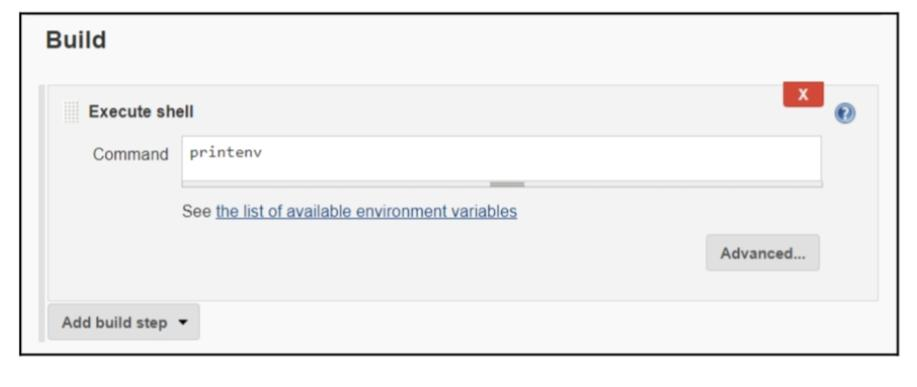 Build
X
Execute shell
Command printenv
See the list of available environment variables
Advanced...
Add build step